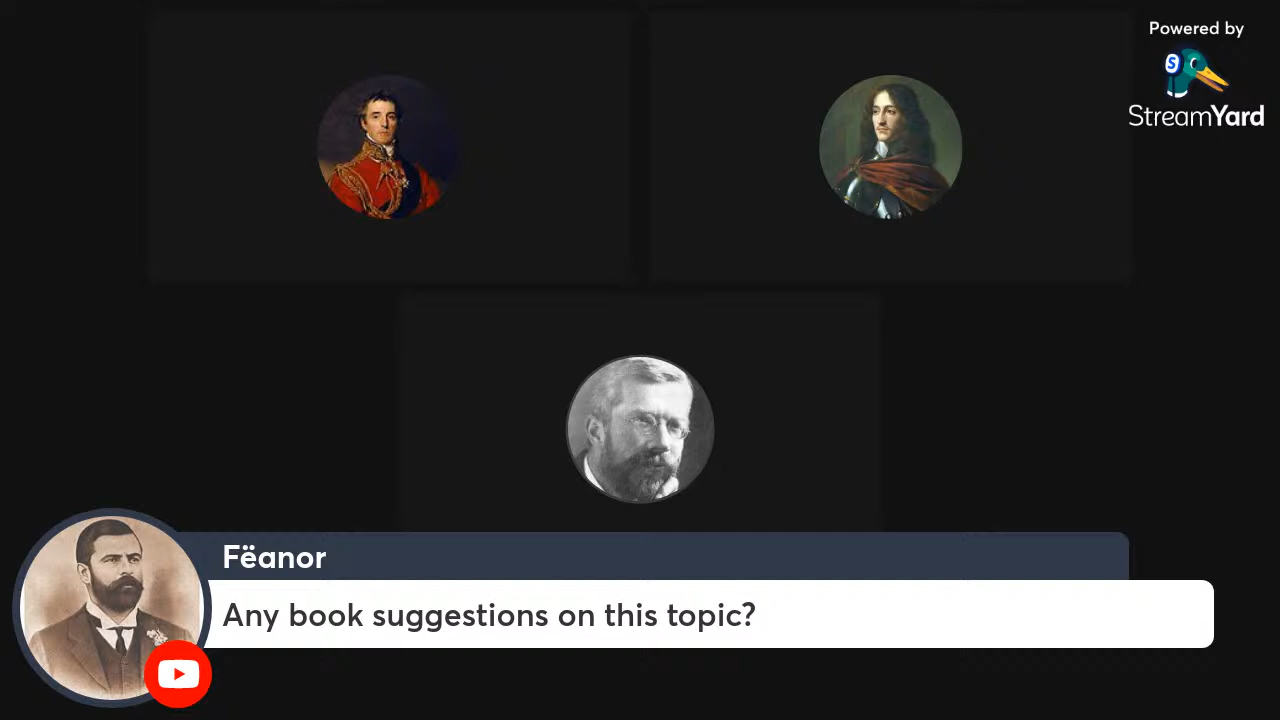 Powered by
S
StreamYard
Fëanor
Any book suggestions on this topic?